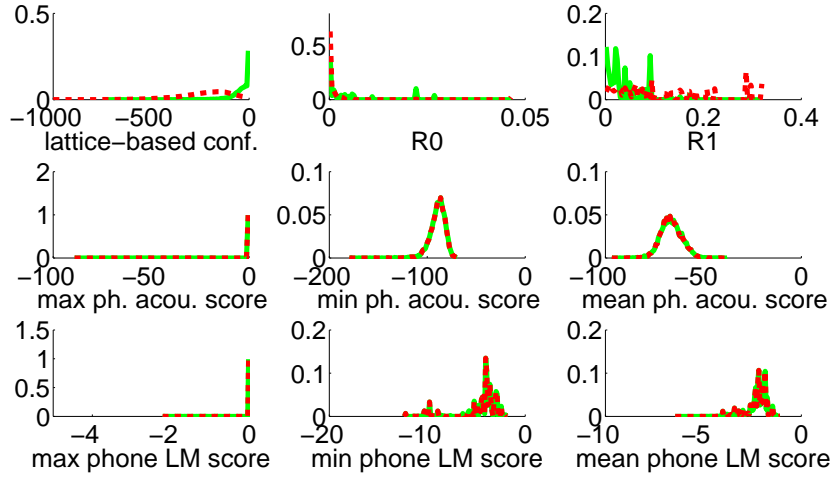 0.5
0
−1000 −500 0
lattice−based conf.
0.5
0
0 0.05
R0
0.2
0.1
0
0 0.2 0.4
R1
2
1
0
−100 −50 0
max ph. acou. score
0.1
0.05
0
−200 −100 0
min ph. acou. score
0.1
0.05
0
−100 −50 0
mean ph. acou. score
1.5
1
0.5
0
−4 −2 0
max phone LM score
0.2
0.1
0
−20 −10 0
min phone LM score
0.2
0.1
0
−10 −5 0
mean phone LM score